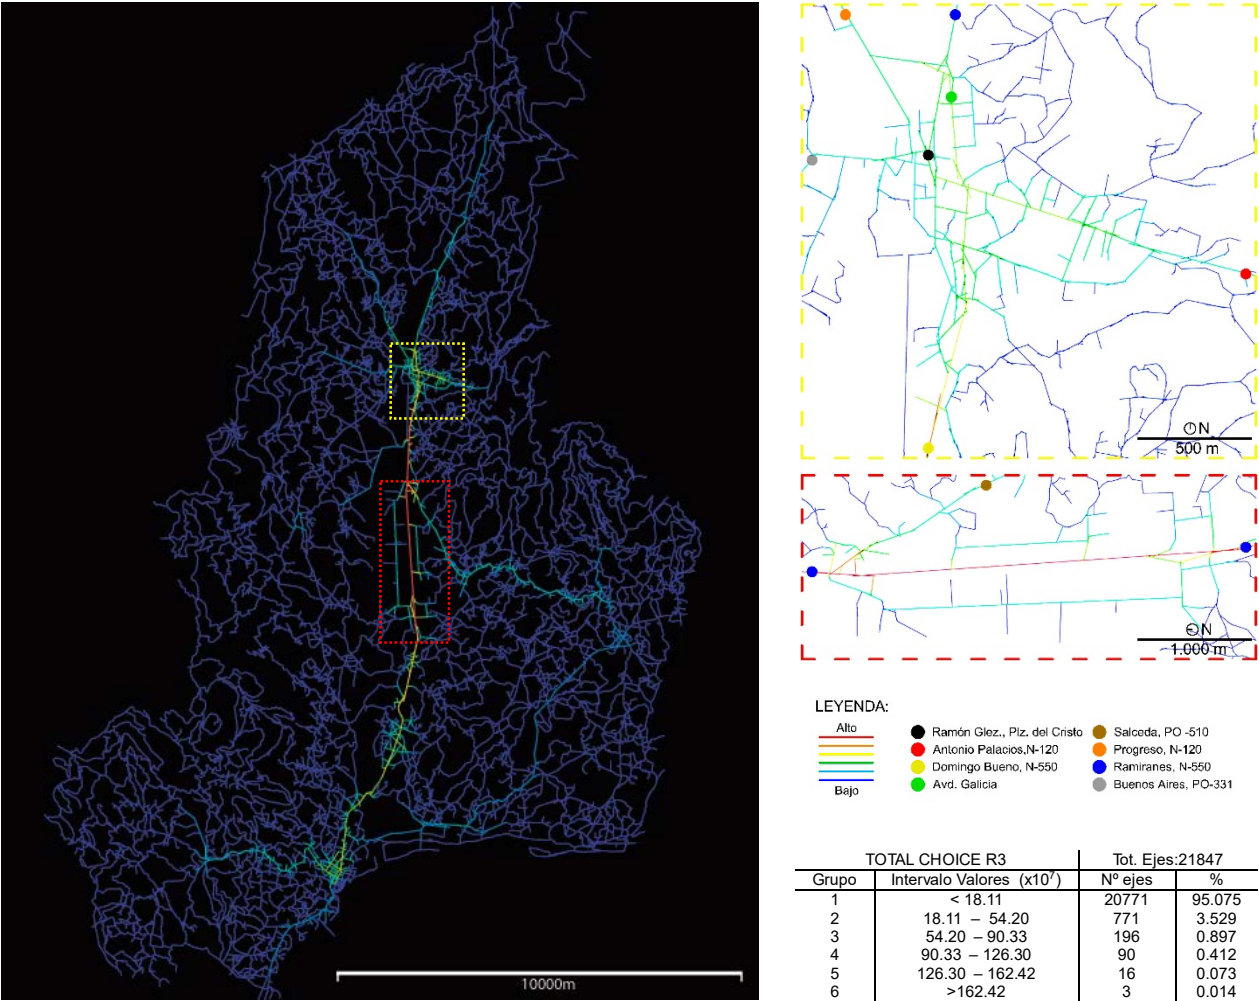 N
500 m
N
1.000 m
LEYENDA:
Alto
Bajo
Ramón Glez., Plz. del Cristo
Antonio Palacios,N-120
Domingo Bueno, N-550
Avd. Galicia
Salceda, PO -510
Progreso, N-120
Ramiranes, N-550
Buenos Aires, PO-331
10000m
TOTAL CHOICE R3 Tot. Ejes:21847
Grupo Intervalo Valores (x10⁷) Nº ejes %
1 < 18.11 20771 95.075
2 18.11 – 54.20 771 3.529
3 54.20 – 90.33 196 0.897
4 90.33 – 126.30 90 0.412
5 126.30 – 162.42 16 0.073
6 >162.42 3 0.014